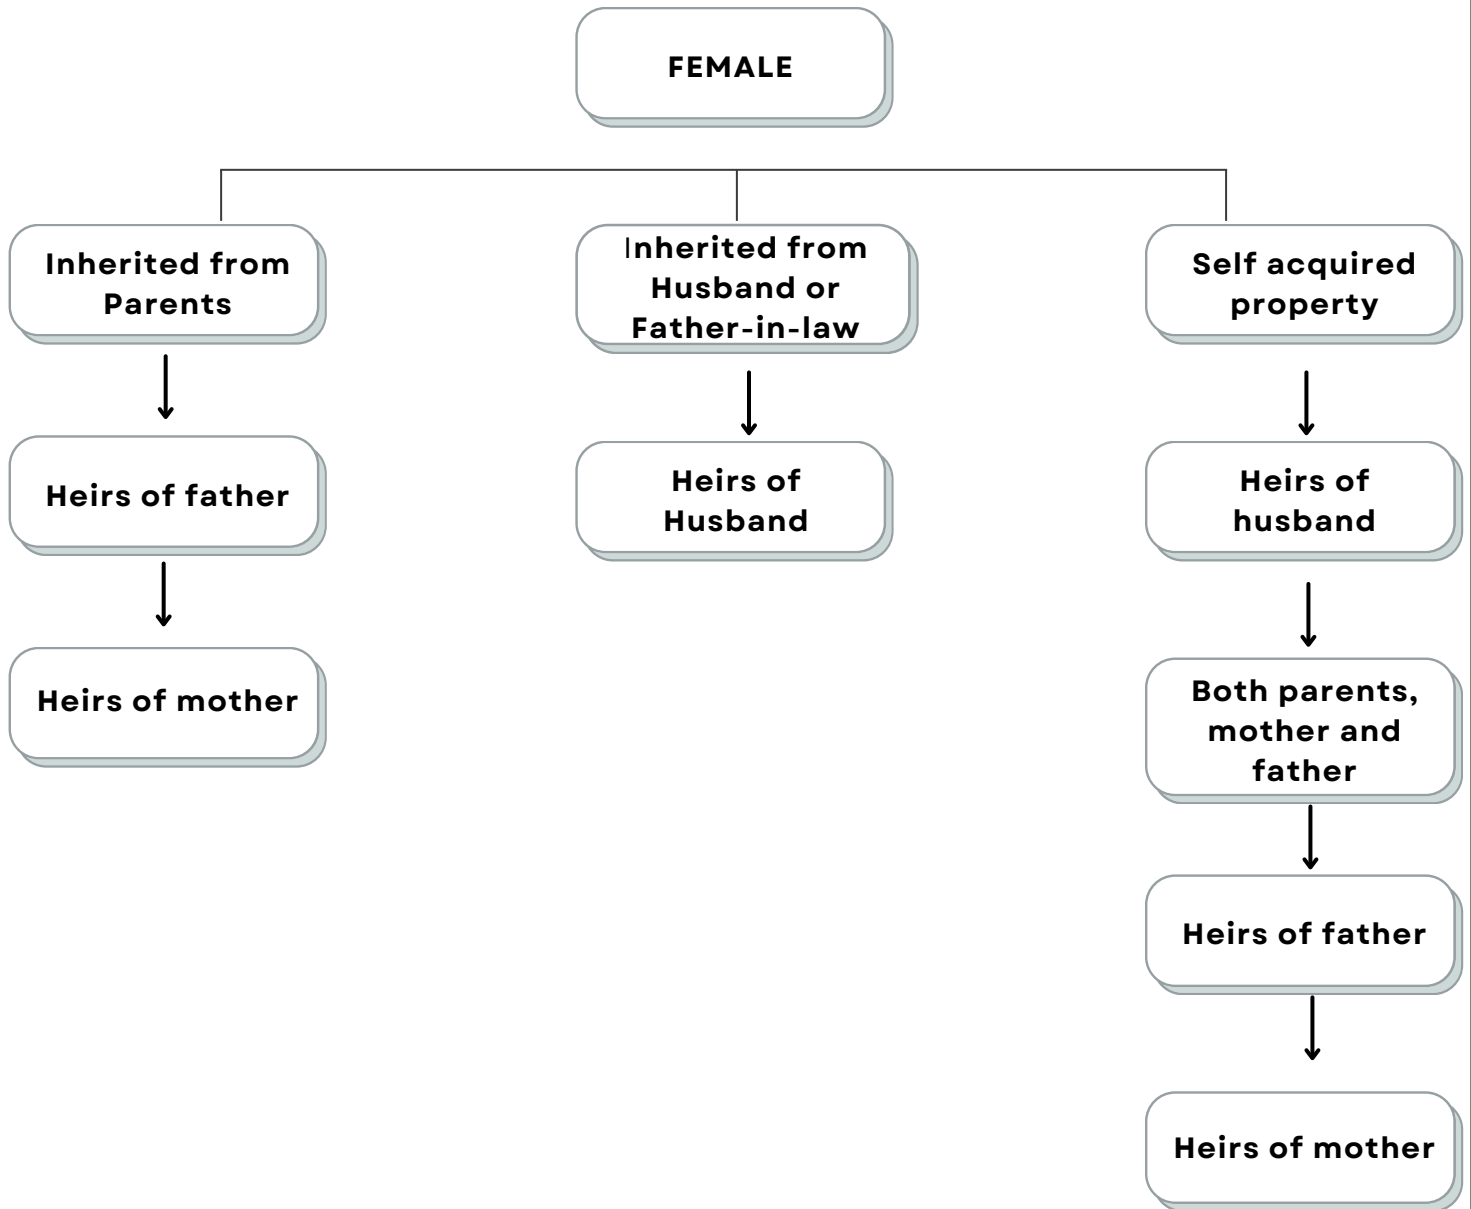 FEMALE
Inherited from
Parents
Heirs of father
Heirs of mother
Inherited from
Husband or
Father-in-law
Heirs of
Husband
Self acquired
property
Heirs of
husband
Both parents,
mother and
father
Heirs of father
Heirs of mother